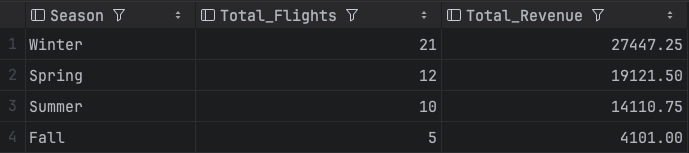 Season Total_Flights Total_Revenue
1 Winter 21 27447.25
2 Spring 12 19121.50
3 Summer 10 14110.75
4 Fall 5 4101.00